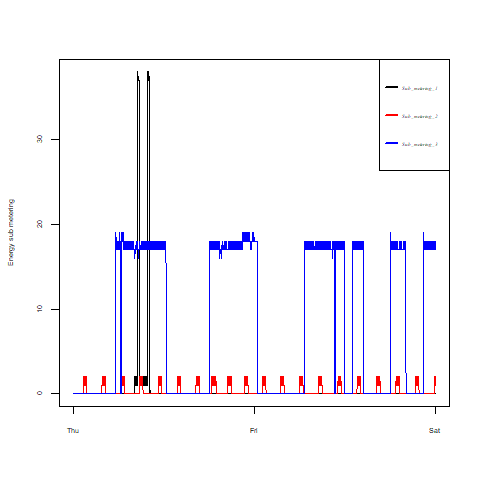 Energy sub metering
30
20
10
0
Thu
Fri
Sat
Sub_metering_1
Sub_metering_2
Sub_metering_3